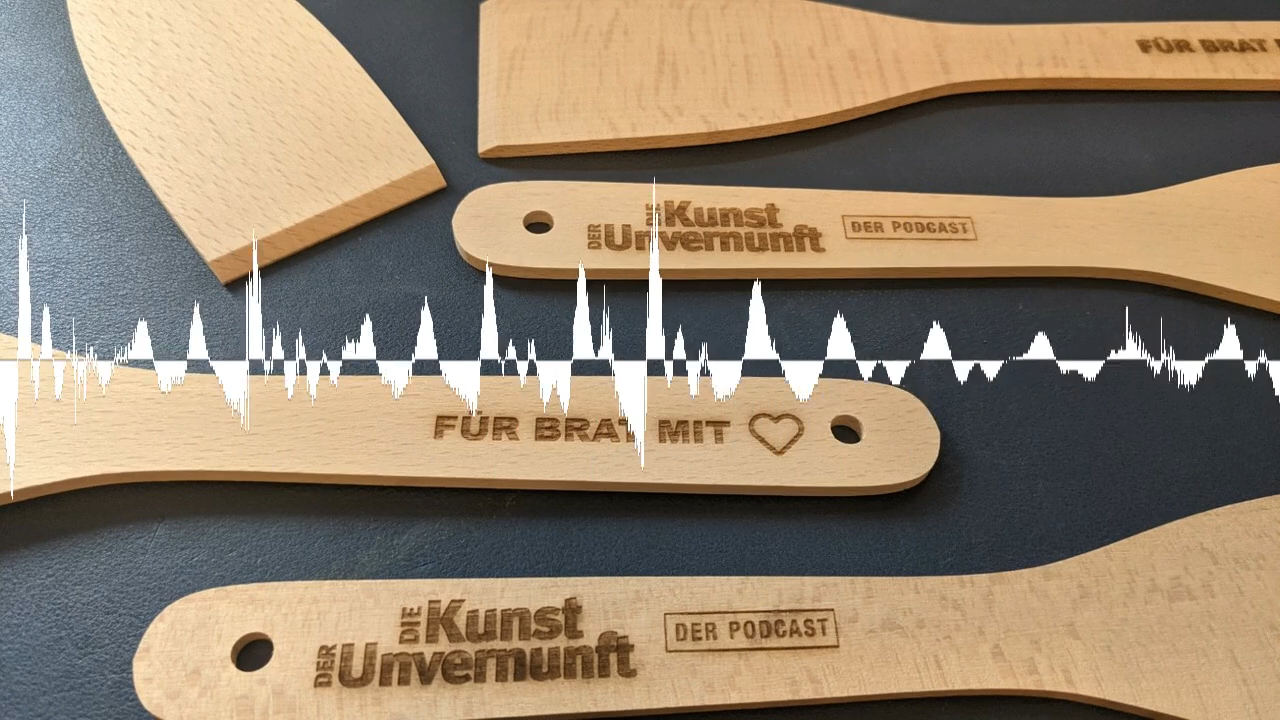 FÜR BRAT
DIE Kunst
DER Unvernunft
DER PODCAST
FÜR BRAT MIT
DIE Kunst
DER Unvernunft
DER PODCAST